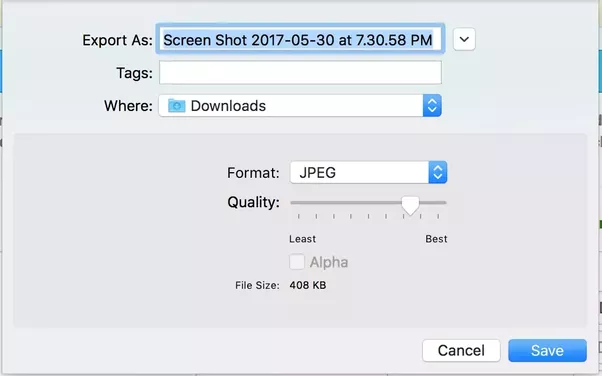 Export As: Screen Shot 2017-05-30 at 7.30.58 PM
Tags:
Where: Downloads
Format: JPEG
Quality:
Least Best
Alpha
File Size: 408 KB
Cancel Save